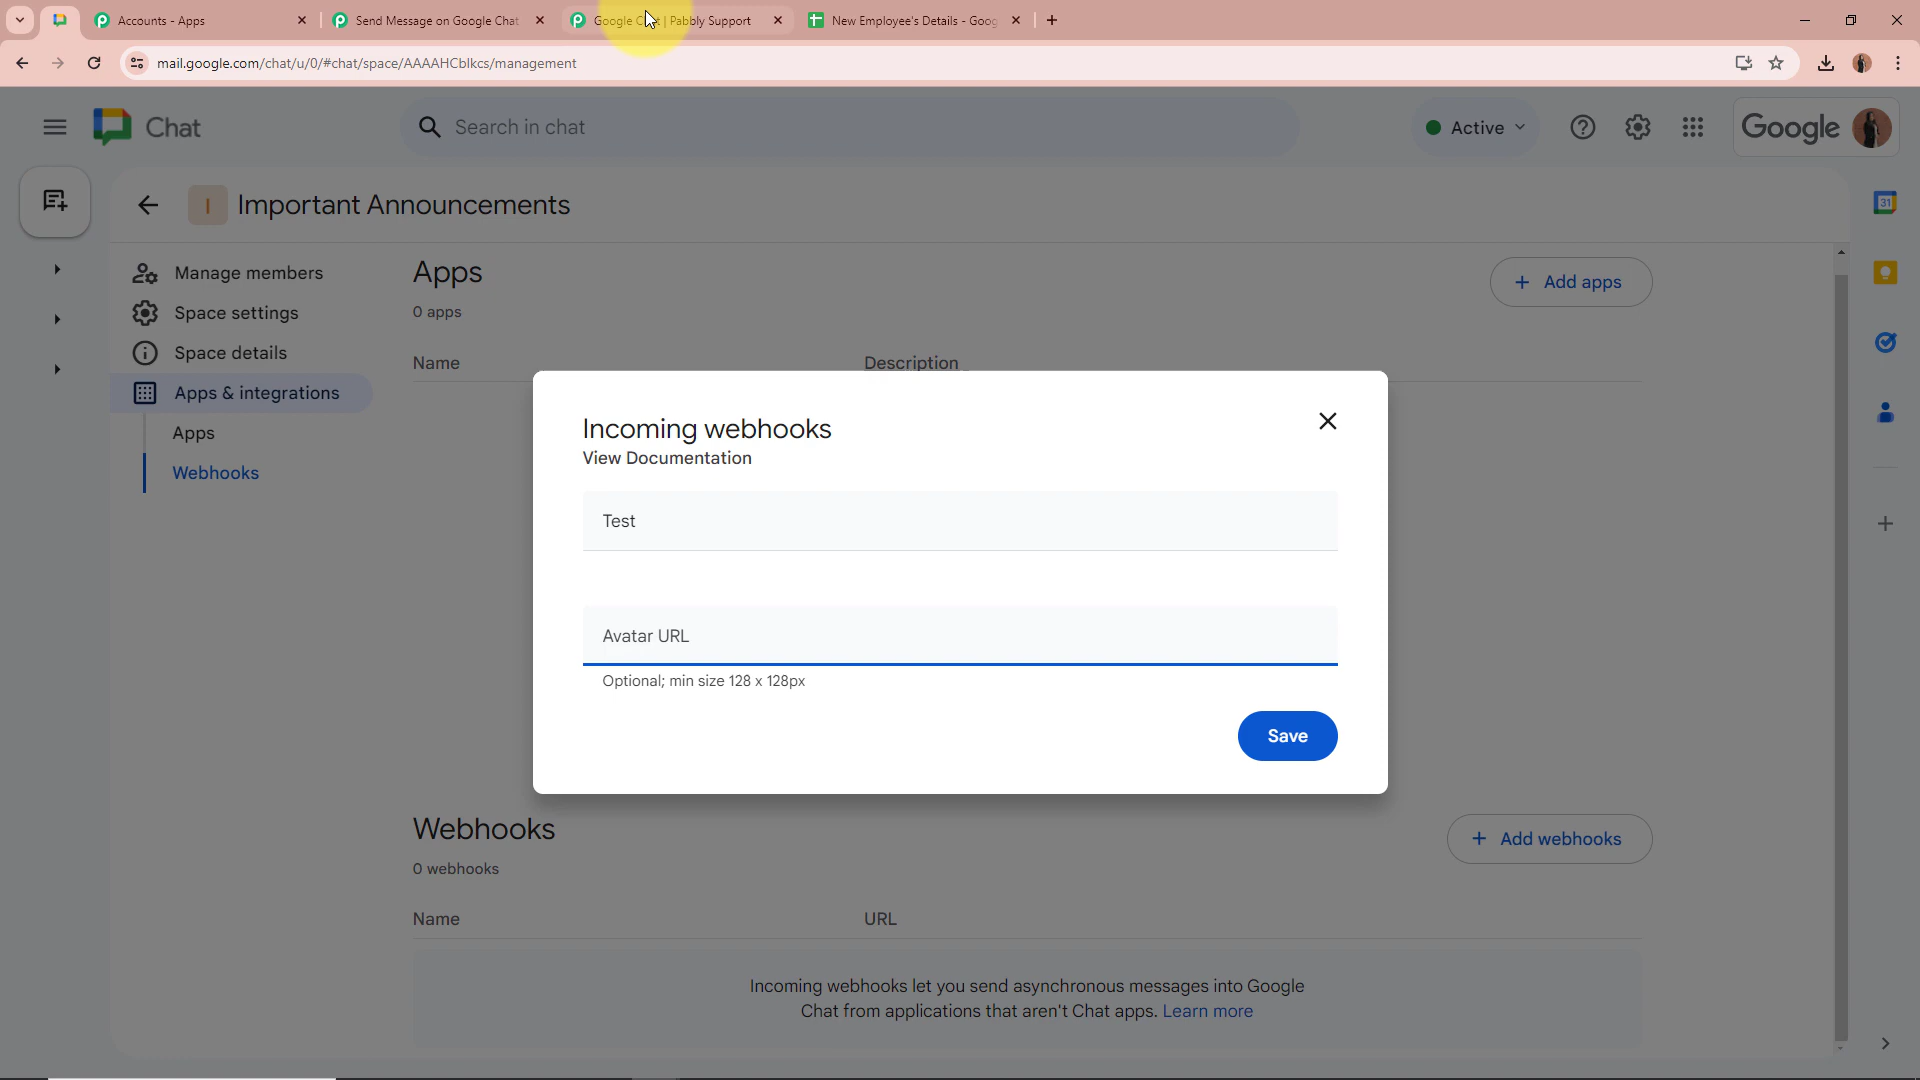 Accounts - Apps
Send Message on Google Chat
Google C t | Pabbly Support
New Employee's Details - Goog
mail.google.com/chat/u/0/#chat/space/AAAAHCblkcs/management
Chat
Search in chat
Active
Google
31
I
Important Announcements
Manage members
Space settings
Space details
Apps & integrations
Apps
Webhooks
Apps
0 apps
Add apps
Name
Description
Incoming webhooks
View Documentation
Test
Avatar URL
Optional; min size 128 x 128px
Save
Webhooks
0 webhooks
Add webhooks
Name
URL
Incoming webhooks let you send asynchronous messages into Google
Chat from applications that aren't Chat apps. Learn more